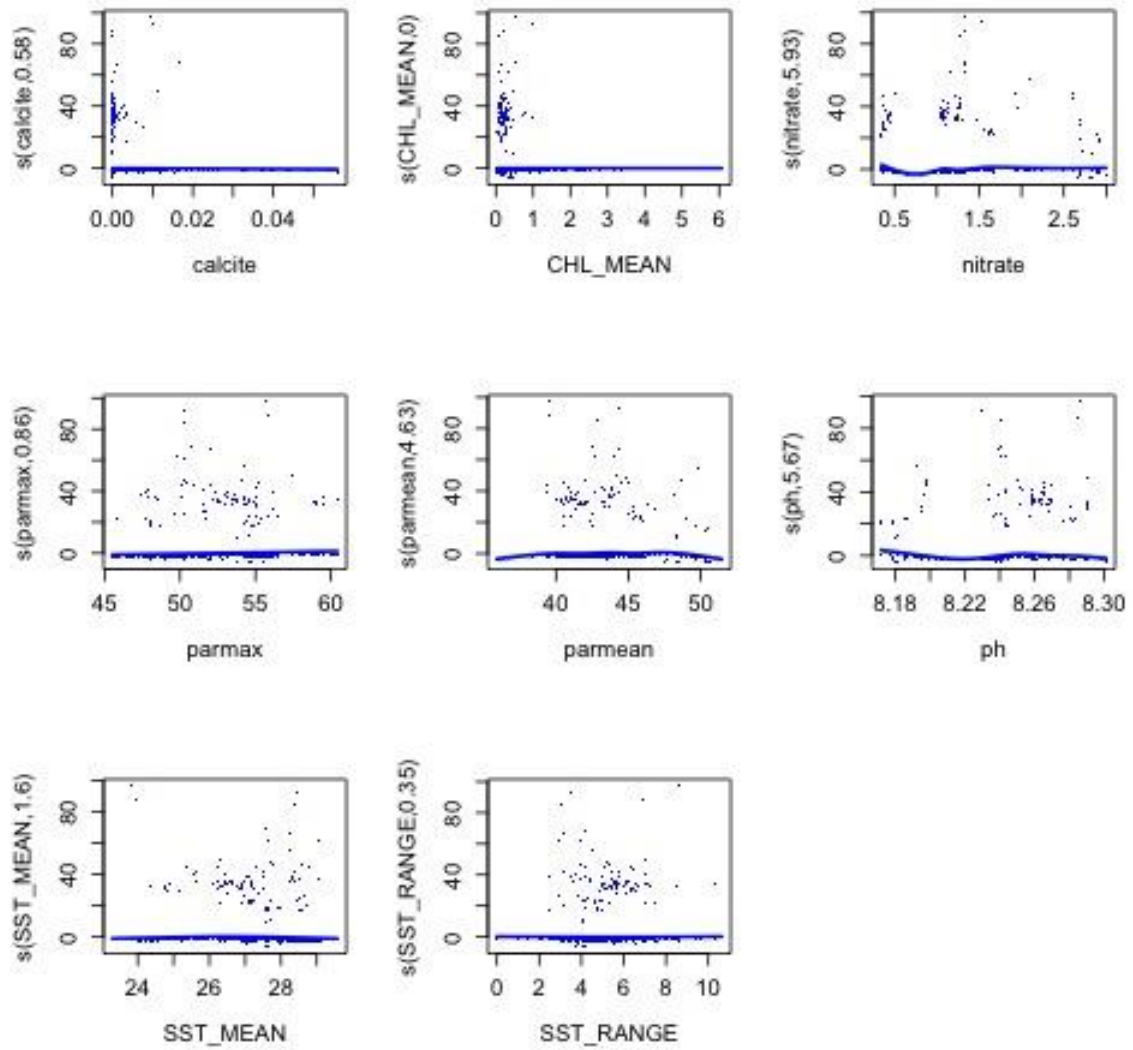 s(calcite,0.58)
0 40 80
0.00 0.02 0.04
calcite
s(CHL_MEAN,0)
0 40 80
0 1 2 3 4 5 6
CHL_MEAN
s(nitrate,5.93)
0 40 80
0.5 1.5 2.5
nitrate
s(parmax,0.86)
0 40 80
45 50 55 60
parmax
s(parmean,4.63)
0 40 80
40 45 50
parmean
s(ph,5.67)
0 40 80
8.18 8.22 8.26 8.30
ph
s(SST_MEAN,1.6)
0 40 80
24 26 28
SST_MEAN
s(SST_RANGE,0.35)
0 40 80
0 2 4 6 8 10
SST_RANGE